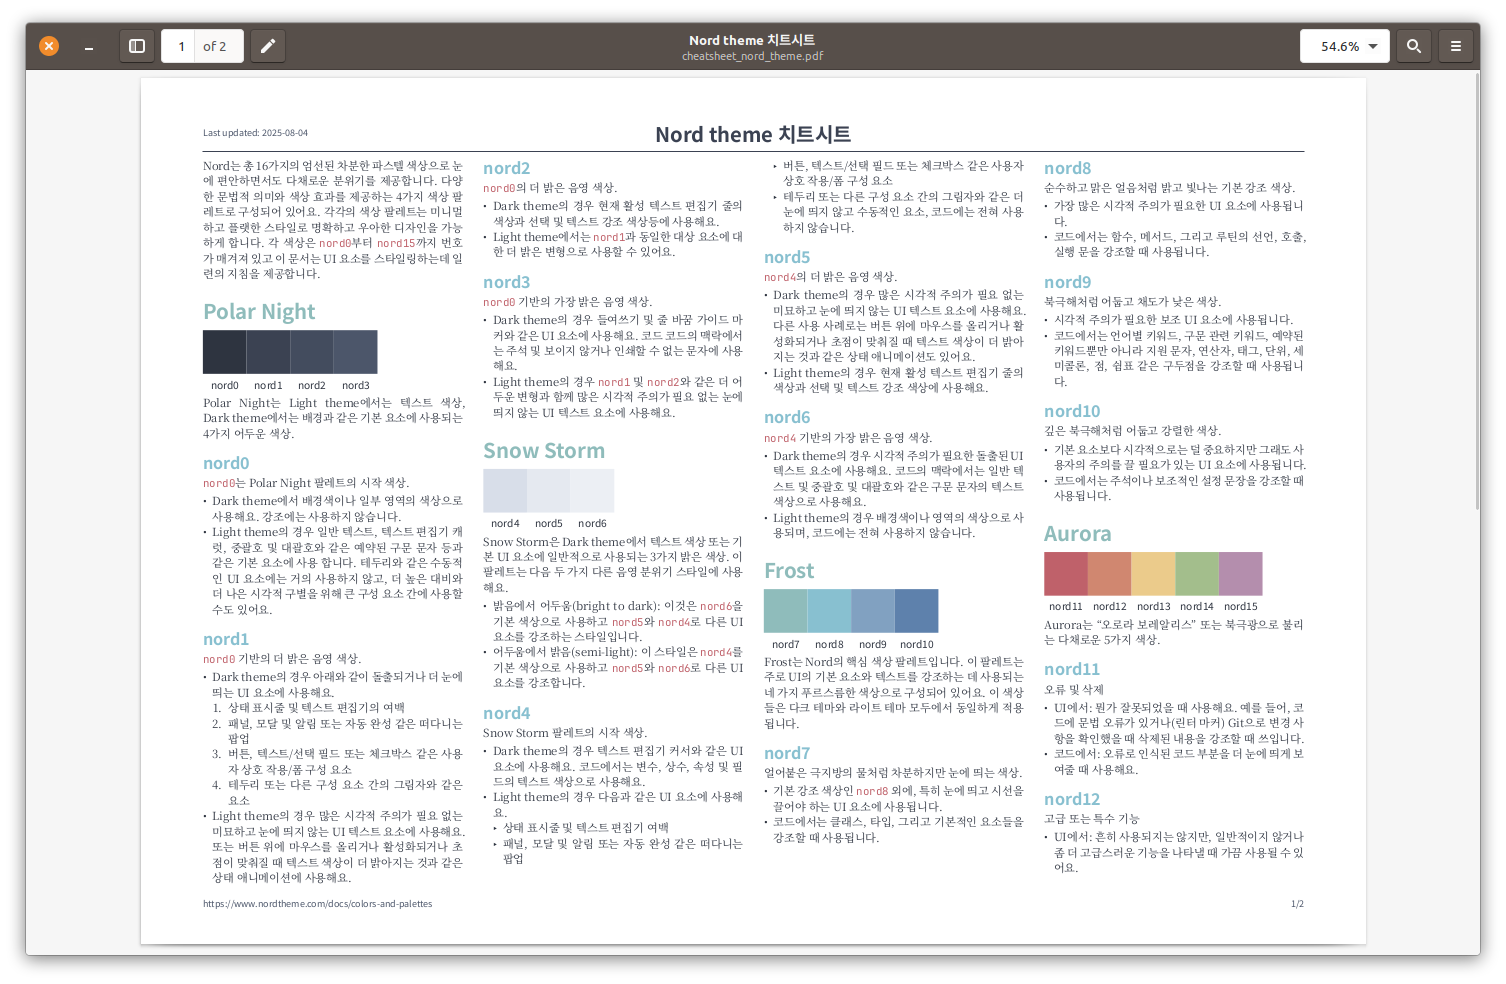 Nord theme 치트시트
cheatsheet_nord_theme.pdf
1 of 2
54.6%
Last updated: 2025-08-04
Nord theme 치트시트
Nord는 총 16가지의 엄선된 차분한 파스텔 색상으로 눈
에 편안하면서도 다채로운 분위기를 제공합니다. 다양
한 문법적 의미와 색상 효과를 제공하는 4가지 색상 팔
레트로 구성되어 있어요. 각각의 색상 팔레트는 미니멀
하고 플랫한 스타일로 명확하고 우아한 디자인을 가능
하게 합니다. 각 색상은 nord0부터 nord15까지 번호
가 매겨져 있고 이 문서는 UI 요소를 스타일링하는데 일
련의 지침을 제공합니다.
Polar Night
nord0 nord1 nord2 nord3
Polar Night는 Light theme에서는 텍스트 색상,
Dark theme에서는 배경과 같은 기본 요소에 사용되는
4가지 어두운 색상.
nord0
nord0는 Polar Night 팔레트의 시작 색상.
• Dark theme에서 배경색이나 일부 영역의 색상으로
사용해요. 강조에는 사용하지 않습니다.
• Light theme의 경우 일반 텍스트, 텍스트 편집기 캐
럿, 중괄호 및 대괄호와 같은 예약된 구문 문자 등과
같은 기본 요소에 사용 합니다. 테두리와 같은 수동적
인 UI 요소에는 거의 사용하지 않고, 더 높은 대비와
더 나은 시각적 구별을 위해 큰 구성 요소 간에 사용할
수도 있어요.
nord1
nord0 기반의 더 밝은 음영 색상.
• Dark theme의 경우 아래와 같이 돌출되거나 더 눈에
띄는 UI 요소에 사용해요.
1. 상태 표시줄 및 텍스트 편집기의 여백
2. 패널, 모달 및 알림 또는 자동 완성 같은 떠다니는
팝업
3. 버튼, 텍스트/선택 필드 또는 체크박스 같은 사용
자 상호 작용/폼 구성 요소
4. 테두리 또는 다른 구성 요소 간의 그림자와 같은
요소
• Light theme의 경우 많은 시각적 주의가 필요 없는
미묘하고 눈에 띄지 않는 UI 텍스트 요소에 사용해요.
또는 버튼 위에 마우스를 올리거나 활성화되거나 초
점이 맞춰질 때 텍스트 색상이 더 밝아지는 것과 같은
상태 애니메이션에 사용해요.
nord2
nord0의 더 밝은 음영 색상.
• Dark theme의 경우 현재 활성 텍스트 편집기 줄의
색상과 선택 및 텍스트 강조 색상등에 사용해요.
• Light theme에서는 nord1과 동일한 대상 요소에 대
한 더 밝은 변형으로 사용할 수 있어요.
nord3
nord0 기반의 가장 밝은 음영 색상.
• Dark theme의 경우 들여쓰기 및 줄 바꿈 가이드 마
커와 같은 UI 요소에 사용해요. 코드 코드의 맥락에서
는 주석 및 보이지 않거나 인쇄할 수 없는 문자에 사용
해요.
• Light theme의 경우 nord1 및 nord2와 같은 더 어
두운 변형과 함께 많은 시각적 주의가 필요 없는 눈에
띄지 않는 UI 텍스트 요소에 사용해요.
Snow Storm
nord4 nord5 nord6
Snow Storm은 Dark theme에서 텍스트 색상 또는 기
본 UI 요소에 일반적으로 사용되는 3가지 밝은 색상. 이
팔레트는 다음 두 가지 다른 음영 분위기 스타일에 사용
해요.
• 밝음에서 어두움(bright to dark): 이것은 nord6을
기본 색상으로 사용하고 nord5와 nord4로 다른 UI
요소를 강조하는 스타일입니다.
• 어두움에서 밝음(semi-light): 이 스타일은 nord4를
기본 색상으로 사용하고 nord5와 nord6로 다른 UI
요소를 강조합니다.
nord4
Snow Storm 팔레트의 시작 색상.
• Dark theme의 경우 텍스트 편집기 커서와 같은 UI
요소에 사용해요. 코드에서는 변수, 상수, 속성 및 필
드의 텍스트 색상으로 사용해요.
• Light theme의 경우 다음과 같은 UI 요소에 사용해
요.
‣ 상태 표시줄 및 텍스트 편집기 여백
‣ 패널, 모달 및 알림 또는 자동 완성 같은 떠다니는
팝업
‣ 버튼, 텍스트/선택 필드 또는 체크박스 같은 사용자
상호 작용/폼 구성 요소
‣ 테두리 또는 다른 구성 요소 간의 그림자와 같은 더
눈에 띄지 않고 수동적인 요소, 코드에는 전혀 사용
하지 않습니다.
nord5
nord4의 더 밝은 음영 색상.
• Dark theme의 경우 많은 시각적 주의가 필요 없는
미묘하고 눈에 띄지 않는 UI 텍스트 요소에 사용해요.
다른 사용 사례로는 버튼 위에 마우스를 올리거나 활
성화되거나 초점이 맞춰질 때 텍스트 색상이 더 밝아
지는 것과 같은 상태 애니메이션도 있어요.
• Light theme의 경우 현재 활성 텍스트 편집기 줄의
색상과 선택 및 텍스트 강조 색상에 사용해요.
nord6
nord4 기반의 가장 밝은 음영 색상.
• Dark theme의 경우 시각적 주의가 필요한 돌출된 UI
텍스트 요소에 사용해요. 코드의 맥락에서는 일반 텍
스트 및 중괄호 및 대괄호와 같은 구문 문자의 텍스트
색상으로 사용해요.
• Light theme의 경우 배경색이나 영역의 색상으로 사
용되며, 코드에는 전혀 사용하지 않습니다.
Frost
nord7 nord8 nord9 nord10
Frost는 Nord의 핵심 색상 팔레트입니다. 이 팔레트는
주로 UI의 기본 요소와 텍스트를 강조하는 데 사용되는
네 가지 푸르스름한 색상으로 구성되어 있어요. 이 색상
들은 다크 테마와 라이트 테마 모두에서 동일하게 적용
됩니다.
nord7
얼어붙은 극지방의 물처럼 차분하지만 눈에 띄는 색상.
• 기본 강조 색상인 nord8 외에, 특히 눈에 띄고 시선을
끌어야 하는 UI 요소에 사용됩니다.
• 코드에서는 클래스, 타입, 그리고 기본적인 요소들을
강조할 때 사용됩니다.
nord8
순수하고 맑은 얼음처럼 밝고 빛나는 기본 강조 색상.
• 가장 많은 시각적 주의가 필요한 UI 요소에 사용됩니
다.
• 코드에서는 함수, 메서드, 그리고 루틴의 선언, 호출,
실행 문을 강조할 때 사용됩니다.
nord9
북극해처럼 어둡고 채도가 낮은 색상.
• 시각적 주의가 필요한 보조 UI 요소에 사용됩니다.
• 코드에서는 언어별 키워드, 구문 관련 키워드, 예약된
키워드뿐만 아니라 지원 문자, 연산자, 태그, 단위, 세
미콜론, 점, 쉼표 같은 구두점을 강조할 때 사용됩니
다.
nord10
깊은 북극해처럼 어둡고 강렬한 색상.
• 기본 요소보다 시각적으로는 덜 중요하지만 그래도 사
용자의 주의를 끌 필요가 있는 UI 요소에 사용됩니다.
• 코드에서는 주석이나 보조적인 설정 문장을 강조할 때
사용됩니다.
Aurora
nord11 nord12 nord13 nord14 nord15
Aurora는 “오로라 보레알리스” 또는 북극광으로 불리
는 다채로운 5가지 색상.
nord11
오류 및 삭제
• UI에서: 뭔가 잘못되었을 때 사용해요. 예를 들어, 코
드에 문법 오류가 있거나(린터 마커) Git으로 변경 사
항을 확인했을 때 삭제된 내용을 강조할 때 쓰입니다.
• 코드에서: 오류로 인식된 코드 부분을 더 눈에 띄게 보
여줄 때 사용해요.
nord12
고급 또는 특수 기능
• UI에서: 흔히 사용되지는 않지만, 일반적이지 않거나
좀 더 고급스러운 기능을 나타낼 때 가끔 사용될 수 있
어요.
https://www.nordtheme.com/docs/colors-and-palettes
1/2